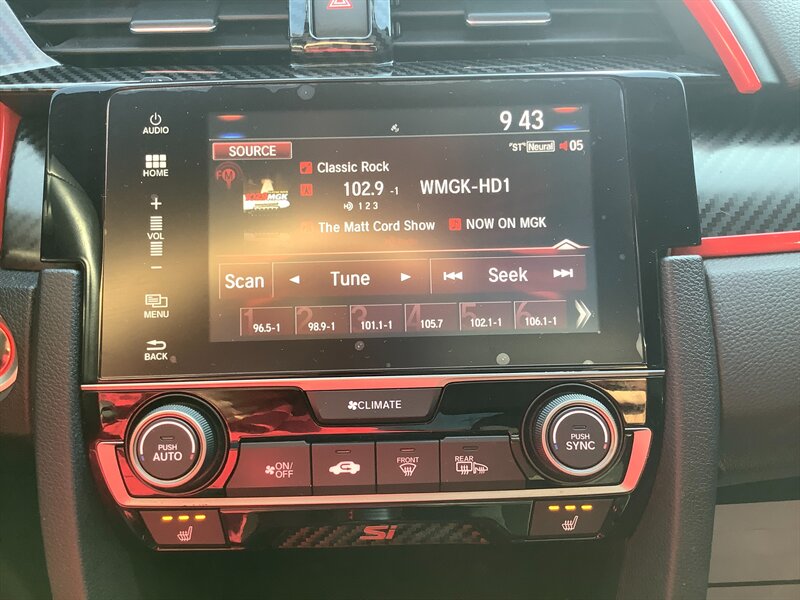 AUDIO
HOME
+
VOL
−
MENU
BACK
9 43
SOURCE
"ST" Neural 05
FM
Classic Rock
102.9 -1 WMGK-HD1
1 2 3
MGK
The Matt Cord Show NOW ON MGK
Scan Tune Seek
1 2 3 4 5 6
96.5-1 98.9-1 101.1-1 105.7 102.1-1 106.1-1
CLIMATE
PUSH
AUTO
ON/
OFF
FRONT
REAR
PUSH
SYNC
Si